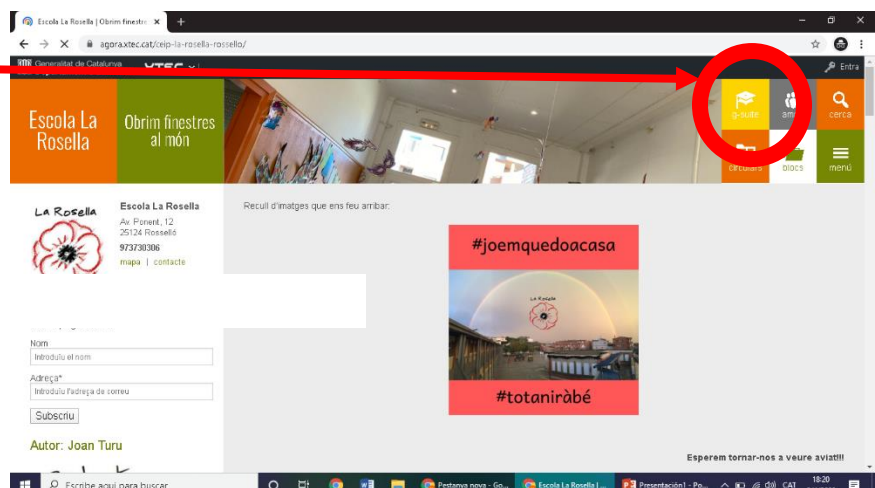 Escola La Rosella | Obrim finestre
agora.xtec.cat/ceip-la-rosella-rossello/
Generalitat de Catalunya
XTEC
Entra
Escola La
Rosella
Obrim finestres
al món
g-suite
cerca
circulars
blocs
menú
La Rosella
Escola La Rosella
Av. Ponent, 12
25124 Rosselló
973730306
mapa | contacte
Recull d'imatges que ens feu arribar:
#joemquedoacasa
La Rosella
#totaniràbé
Nom
Introduïu el nom
Adreça*
Introduïu l'adreça de correu
Subscriu
Autor: Joan Turu
Esperem tornar-nos a veure aviat!!!
Escribe aquí para buscar
Pestanya nova - Go...
Escola La Rosella | ...
Presentación1 - Po...
CAT
18:20